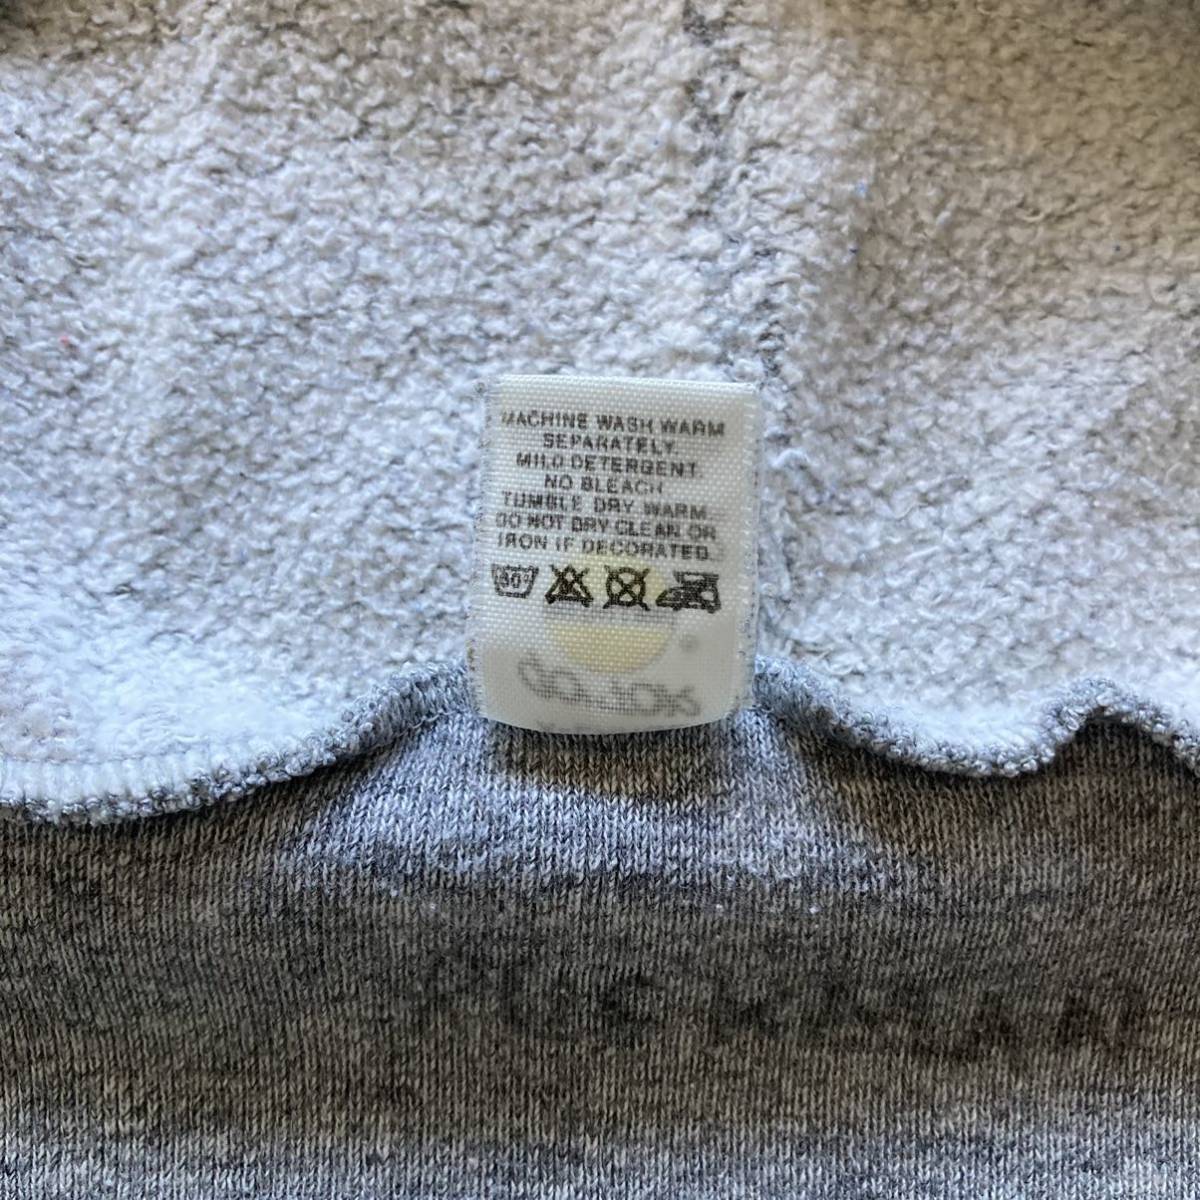 MACHINE WASH WARM
SEPARATELY.
MILD DETERGENT.
NO BLEACH.
TUMBLE DRY WARM.
DO NOT DRY CLEAN OR
IRON IF DECORATED.